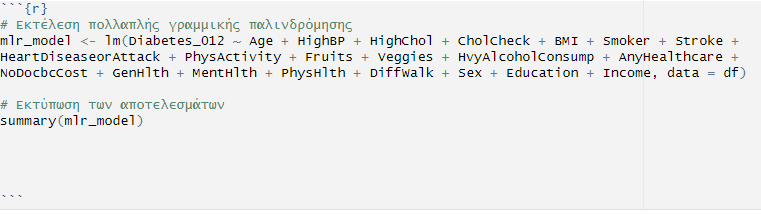 ```{r}
# Εκτέλεση πολλαπλής γραμμικής παλινδρόμησης
mlr_model <- lm(Diabetes_012 ~ Age + HighBP + HighChol + CholCheck + BMI + Smoker + Stroke +
HeartDiseaseorAttack + PhysActivity + Fruits + Veggies + HvyAlcoholConsump + AnyHealthcare +
NoDocbcCost + GenHlth + MentHlth + PhysHlth + DiffWalk + Sex + Education + Income, data = df)
# Εκτύπωση των αποτελεσμάτων
summary(mlr_model)
```